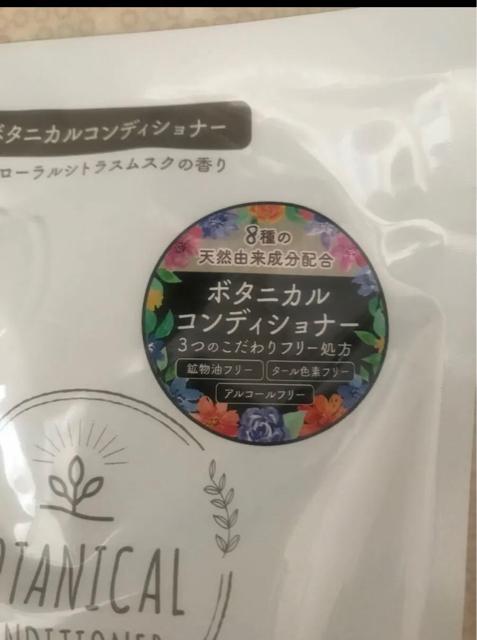 ボタニカルコンディショナー
ローラルシトラスムスクの香り
8種の
天然由来成分配合
ボタニカル
コンディショナー
3つのこだわりフリー処方
鉱物油フリー タール色素フリー
アルコールフリー
OTANICAL
NDITIONER